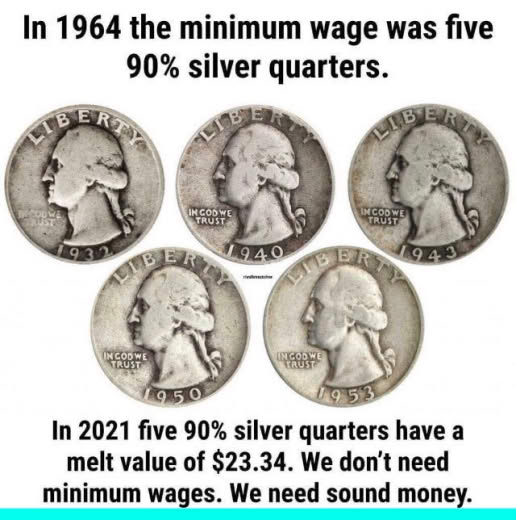 In 1964 the minimum wage was five
90% silver quarters.
LIBERTY
LIBERTY
LIBERTY
IN GOD WE
TRUST
IN GOD WE
TRUST
IN GOD WE
TRUST
1932
1940
1943
LIBERTY
LIBERTY
IN GOD WE
TRUST
IN GOD WE
TRUST
1950
1953
In 2021 five 90% silver quarters have a
melt value of $23.34. We don't need
minimum wages. We need sound money.